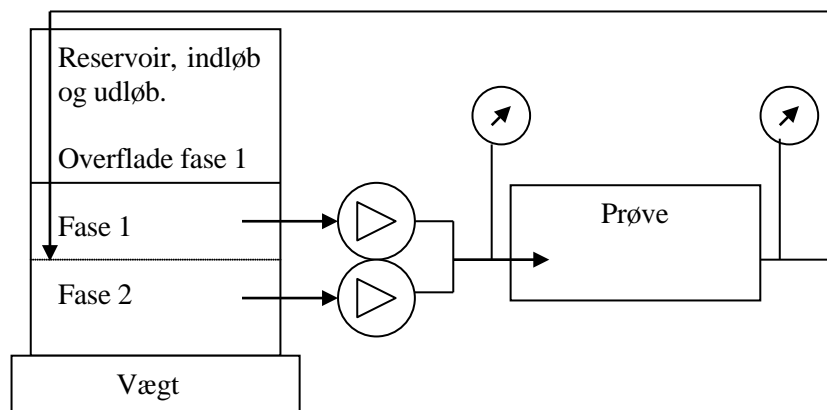 Reservoir, indløb
og udløb.
Overflade fase 1
Fase 1
Fase 2
Vægt
Prøve